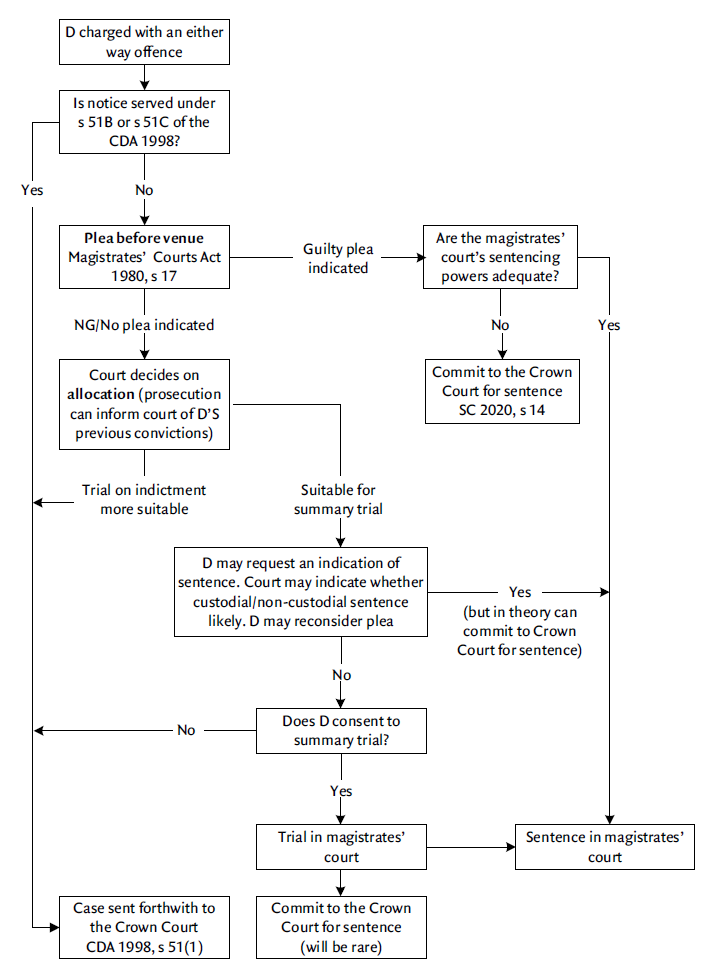 D charged with an either
way offence
Is notice served under
s 51B or s 51C of the
CDA 1998?
Yes
No
Plea before venue
Magistrates’ Courts Act
1980, s 17
Guilty plea
indicated
Are the magistrates’
court’s sentencing
powers adequate?
NG/No plea indicated
No
Yes
Court decides on
allocation (prosecution
can inform court of D’S
previous convictions)
Commit to the Crown
Court for sentence
SC 2020, s 14
Trial on indictment
more suitable
Suitable for
summary trial
D may request an indication of
sentence. Court may indicate whether
custodial/non-custodial sentence
likely. D may reconsider plea
Yes
(but in theory can
commit to Crown
Court for sentence)
No
Does D consent to
summary trial?
No
Yes
Trial in magistrates’
court
Sentence in magistrates’
court
Case sent forthwith to
the Crown Court
CDA 1998, s 51(1)
Commit to the Crown
Court for sentence
(will be rare)